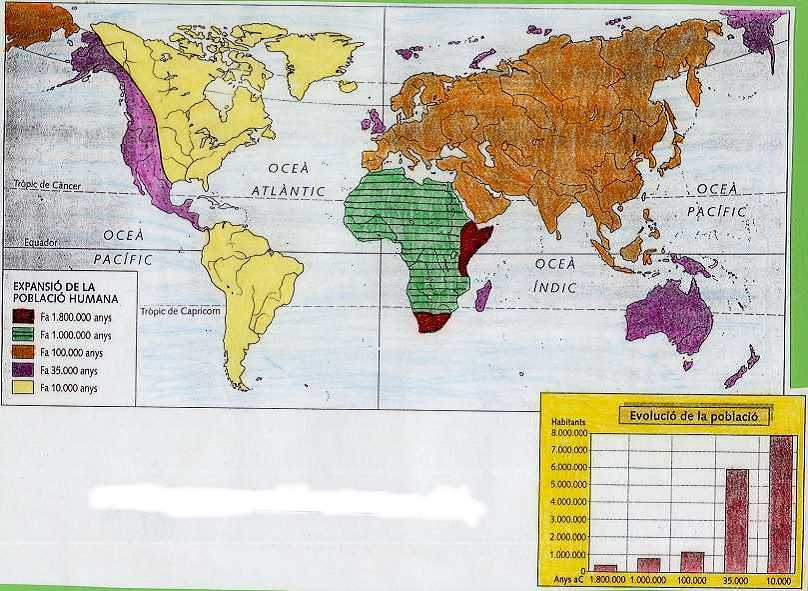 OCEÀ
ATLÀNTIC
OCEÀ
PACÍFIC
Tròpic de Càncer
Equador
OCEÀ
PACÍFIC
OCEÀ
ÍNDIC
Tròpic de Capricorn
EXPANSIÓ DE LA
POBLACIÓ HUMANA
Fa 1.800.000 anys
Fa 1.000.000 anys
Fa 100.000 anys
Fa 35.000 anys
Fa 10.000 anys
Evolució de la població
Habitants
8.000.000
7.000.000
6.000.000
5.000.000
4.000.000
3.000.000
2.000.000
1.000.000
0
Anys aC 1.800.000 1.000.000 100.000 35.000 10.000